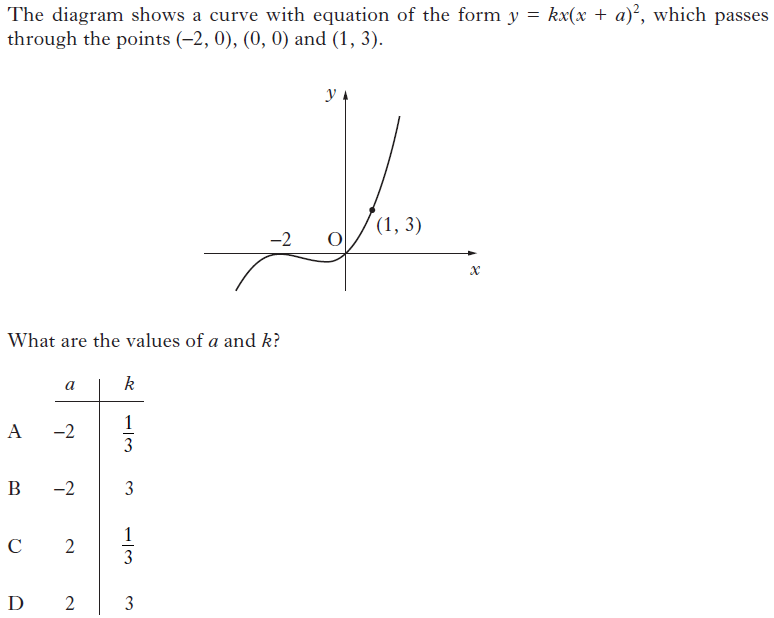 The diagram shows a curve with equation of the form y = kx(x + a)², which passes
through the points (–2, 0), (0, 0) and (1, 3).
y
(1, 3)
–2 O
x
What are the values of a and k?
a k
A –2 1/3
B –2 3
C 2 1/3
D 2 3